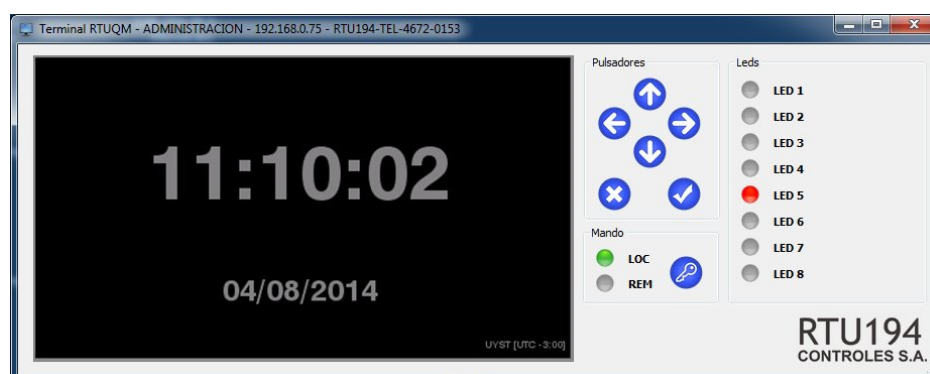 Terminal RTUQM - ADMINISTRACION - 192.168.0.75 - RTU194-TEL-4672-0153
11:10:02
04/08/2014
UYST [UTC -3:00]
Pulsadores
Mando
LOC
REM
Leds
LED 1
LED 2
LED 3
LED 4
LED 5
LED 6
LED 7
LED 8
RTU194
CONTROLES S.A.